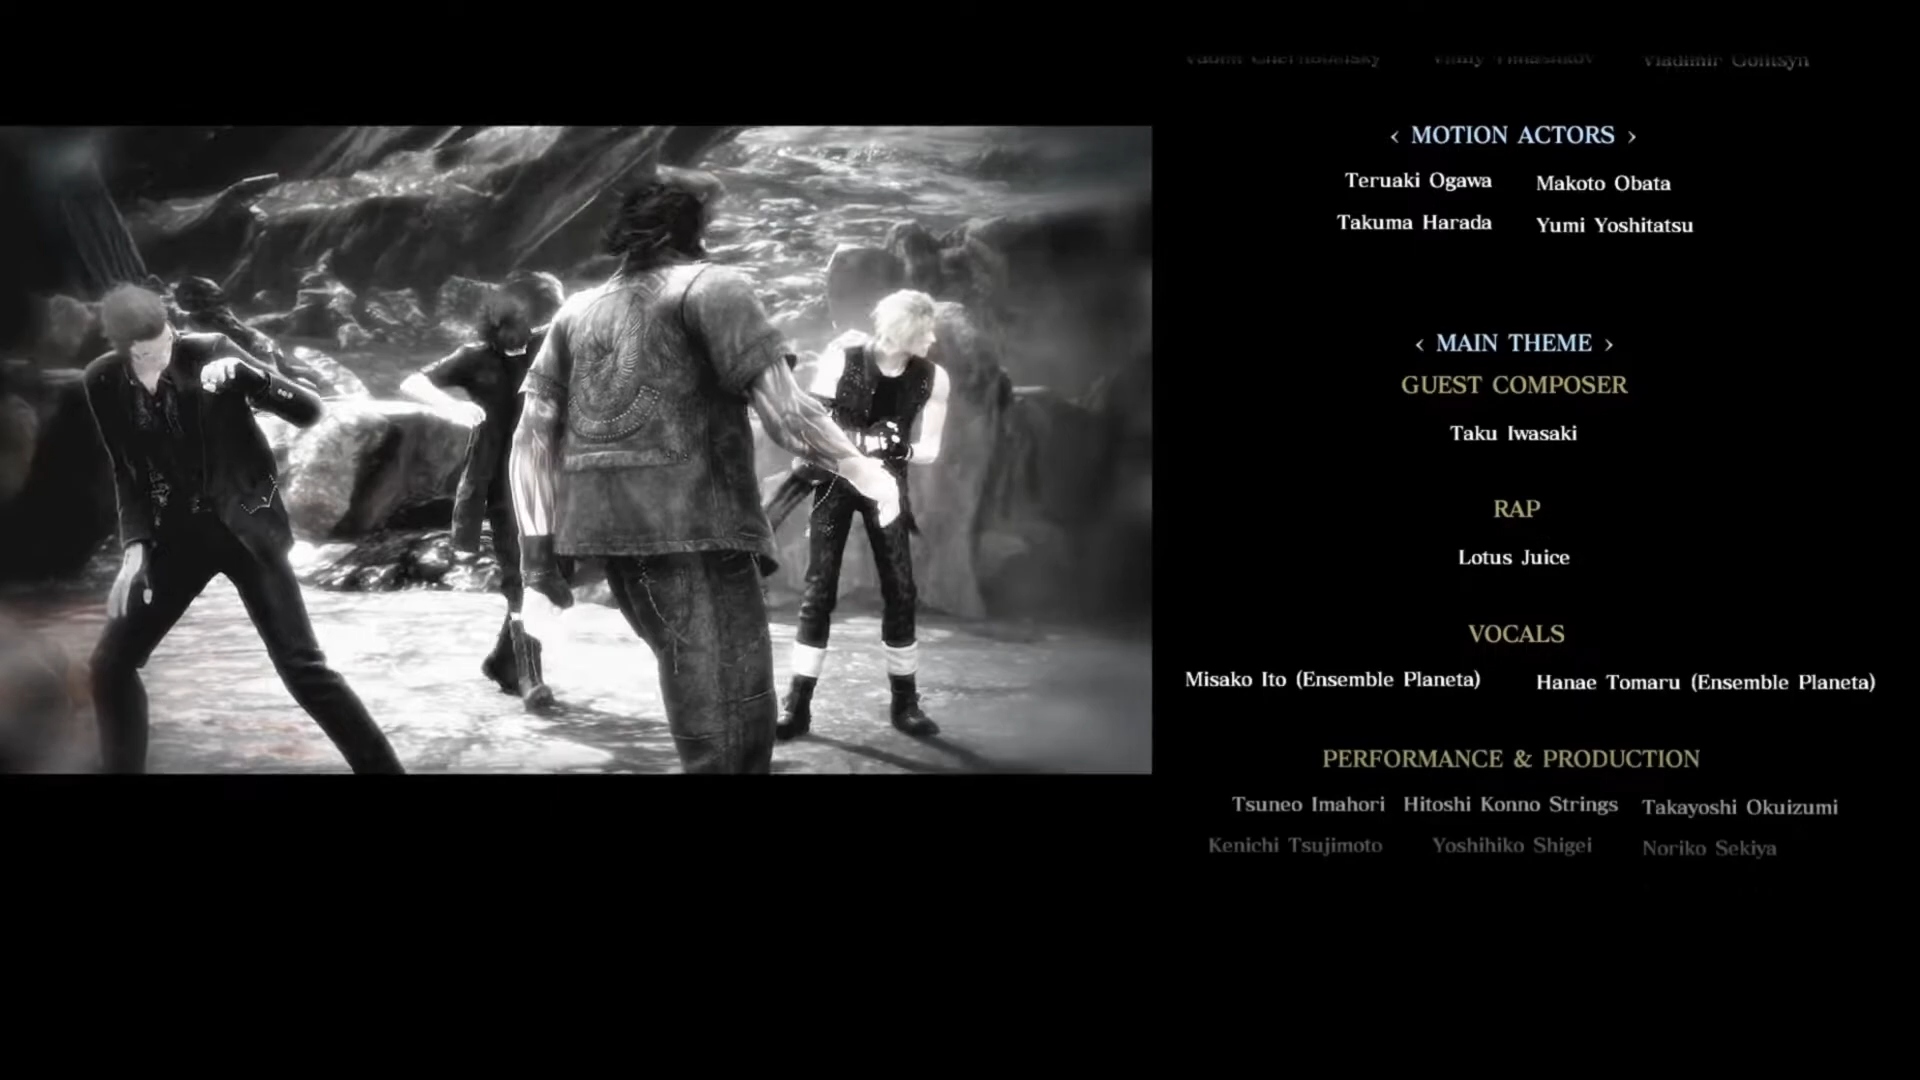 Vladimir Golitsyn
‹ MOTION ACTORS ›
Teruaki Ogawa Makoto Obata
Takuma Harada Yumi Yoshitatsu
‹ MAIN THEME ›
GUEST COMPOSER
Taku Iwasaki
RAP
Lotus Juice
VOCALS
Misako Ito (Ensemble Planeta) Hanae Tomaru (Ensemble Planeta)
PERFORMANCE & PRODUCTION
Tsuneo Imahori Hitoshi Konno Strings Takayoshi Okuizumi
Kenichi Tsujimoto Yoshihiko Shigei Noriko Sekiya